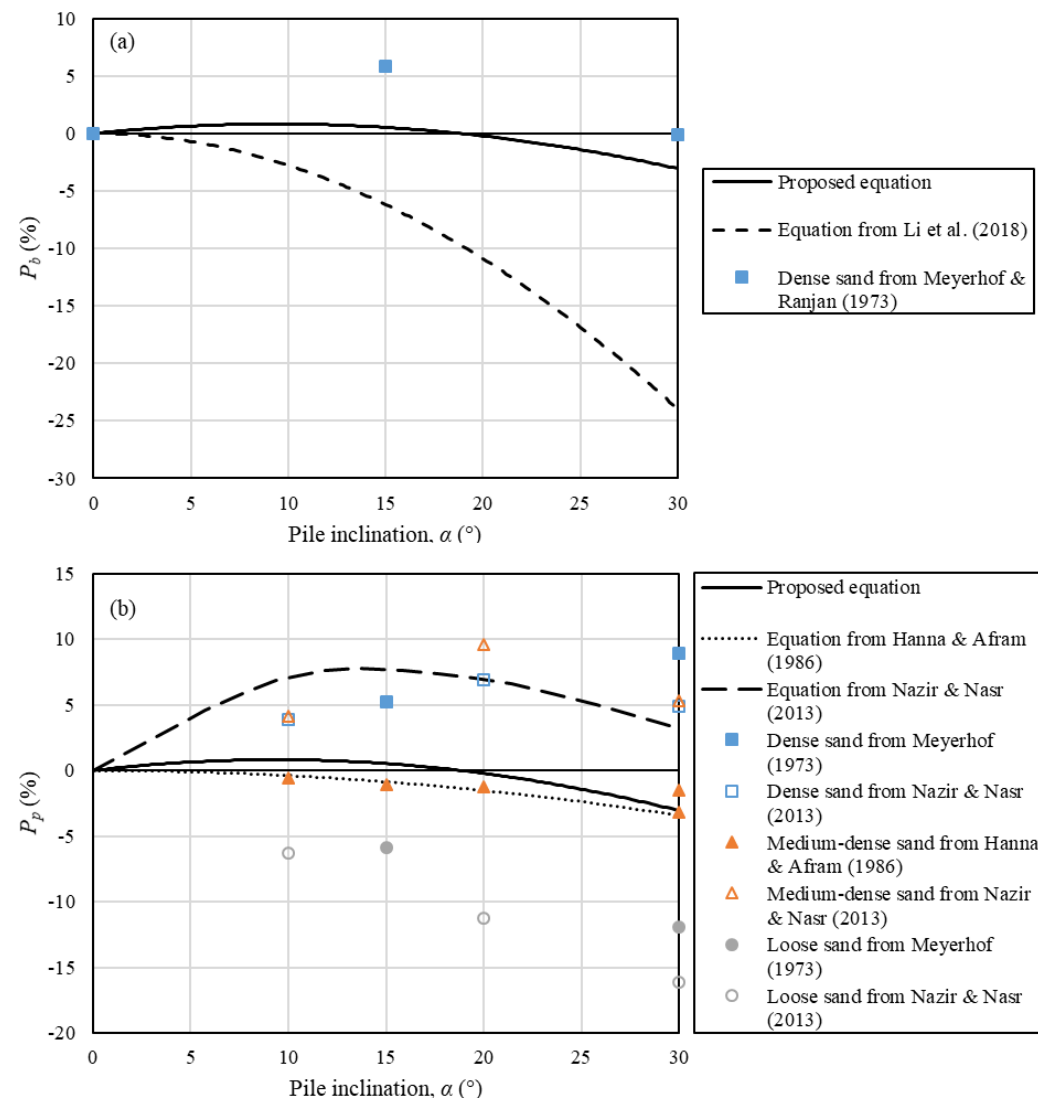 (a)
10
5
0
-5
-10
-15
-20
-25
-30
P_b (%)
0 5 10 15 20 25 30
Pile inclination, α (°)
Proposed equation
Equation from Li et al. (2018)
Dense sand from Meyerhof &
Ranjan (1973)
(b)
15
10
5
0
-5
-10
-15
-20
P_p (%)
0 5 10 15 20 25 30
Pile inclination, α (°)
Proposed equation
Equation from Hanna & Afram
(1986)
Equation from Nazir & Nasr
(2013)
Dense sand from Meyerhof
(1973)
Dense sand from Nazir & Nasr
(2013)
Medium-dense sand from Hanna
& Afram (1986)
Medium-dense sand from Nazir
& Nasr (2013)
Loose sand from Meyerhof
(1973)
Loose sand from Nazir & Nasr
(2013)